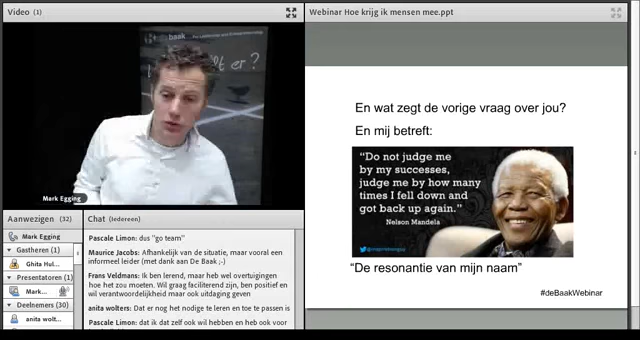 Video (1)
baak
er ?
Mark Egging
Aanwezigen (32)
Mark Egging
Gastheren (1)
Ghita Hul...
Presentatoren (1)
Mark...
Deelnemers (30)
anita wolt...
Chat (Iedereen)
Pascale Limon: dus "go team"
Maurice Jacobs: Afhankelijk van de situatie, maar vooral een
informeel leider (met dank aan De Baak ;-)
Frans Veldmans: Ik ben lerend, maar heb wel overtuigingen
hoe het zou moeten. Wil graag faciliterend zijn, ben positief en
wil verantwoordelijkheid maar ook uitdaging geven
anita wolters: Dat er nog het nodige te leren en toe te passen is
Pascale Limon: dat ik dat zelf ook wil hebben en heb ook voor
Webinar Hoe krijg ik mensen mee.ppt
En wat zegt de vorige vraag over jou?
En mij betreft:
"Do not judge me
by my successes,
judge me by how many
times I fell down and
got back up again."
Nelson Mandela
"De resonantie van mijn naam"
#deBaakWebinar